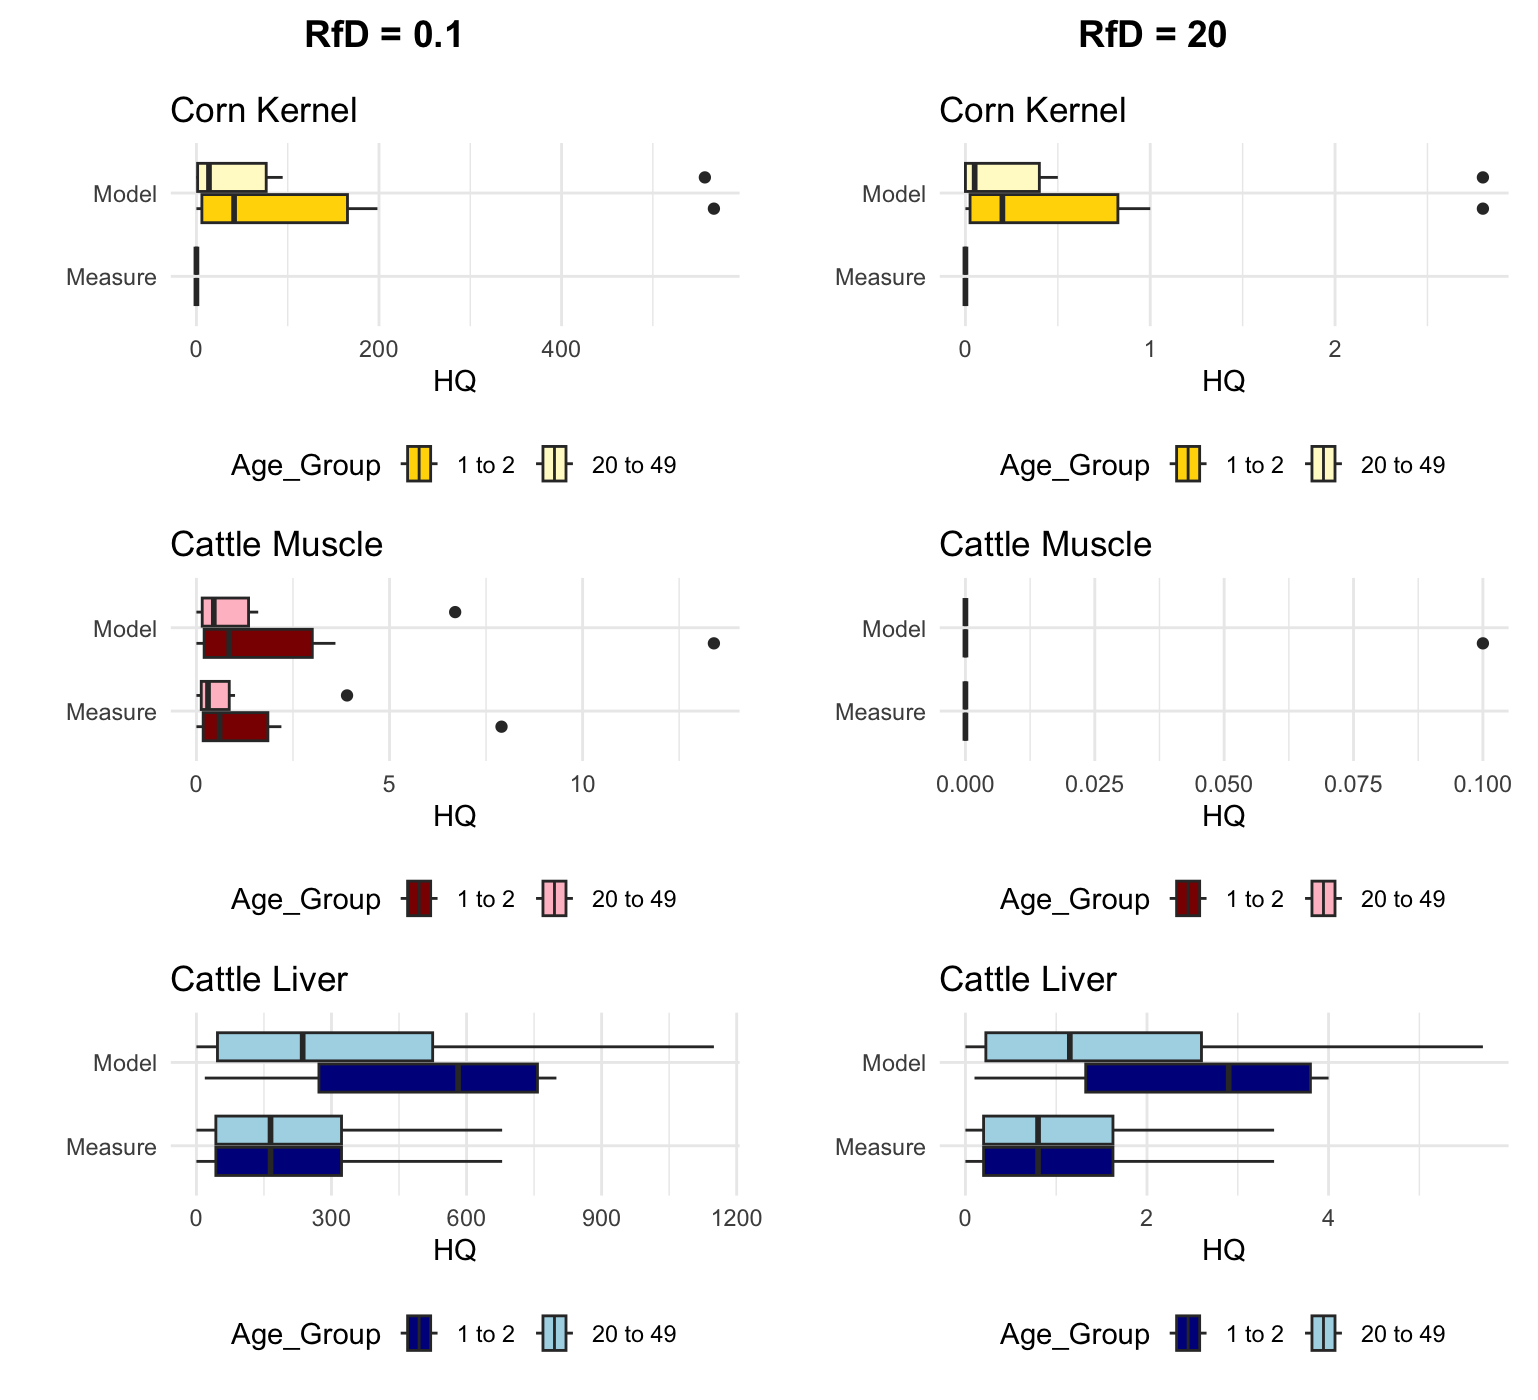 RfD = 0.1
RfD = 20
Corn Kernel
Model
Measure
0 200 400
HQ
Age_Group 1 to 2 20 to 49
Corn Kernel
Model
Measure
0 1 2
HQ
Age_Group 1 to 2 20 to 49
Cattle Muscle
Model
Measure
0 5 10
HQ
Age_Group 1 to 2 20 to 49
Cattle Muscle
Model
Measure
0.000 0.025 0.050 0.075 0.100
HQ
Age_Group 1 to 2 20 to 49
Cattle Liver
Model
Measure
0 300 600 900 1200
HQ
Age_Group 1 to 2 20 to 49
Cattle Liver
Model
Measure
0 2 4
HQ
Age_Group 1 to 2 20 to 49